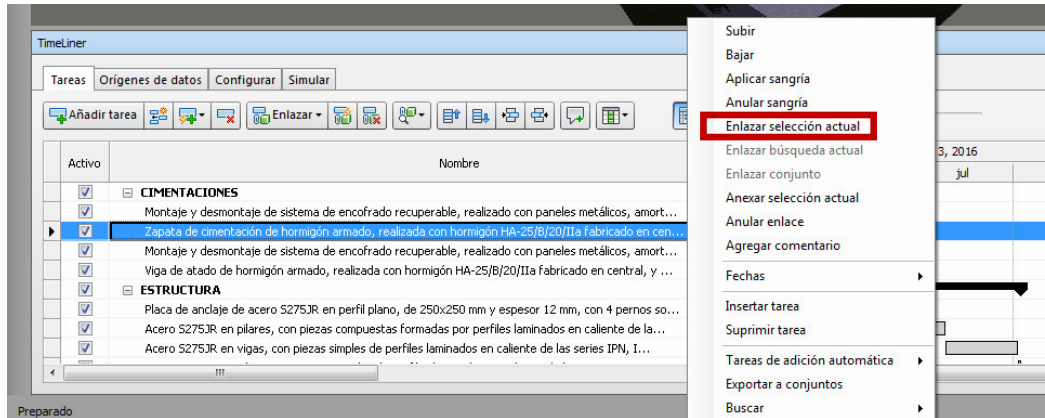 TimeLiner
Tareas Orígenes de datos Configurar Simular
Añadir tarea Enlazar
Activo Nombre
3, 2016
jul
CIMENTACIONES
Montaje y desmontaje de sistema de encofrado recuperable, realizado con paneles metálicos, amort...
Zapata de cimentación de hormigón armado, realizada con hormigón HA-25/B/20/IIa fabricado en cen...
Montaje y desmontaje de sistema de encofrado recuperable, realizado con paneles metálicos, amort...
Viga de atado de hormigón armado, realizada con hormigón HA-25/B/20/IIa fabricado en central, y ...
ESTRUCTURA
Placa de anclaje de acero S275JR en perfil plano, de 250x250 mm y espesor 12 mm, con 4 pernos so...
Acero S275JR en pilares, con piezas compuestas formadas por perfiles laminados en caliente de la...
Acero S275JR en vigas, con piezas simples de perfiles laminados en caliente de las series IPN, I...
Preparado
Subir
Bajar
Aplicar sangría
Anular sangría
Enlazar selección actual
Enlazar búsqueda actual
Enlazar conjunto
Anexar selección actual
Anular enlace
Agregar comentario
Fechas
Insertar tarea
Suprimir tarea
Tareas de adición automática
Exportar a conjuntos
Buscar